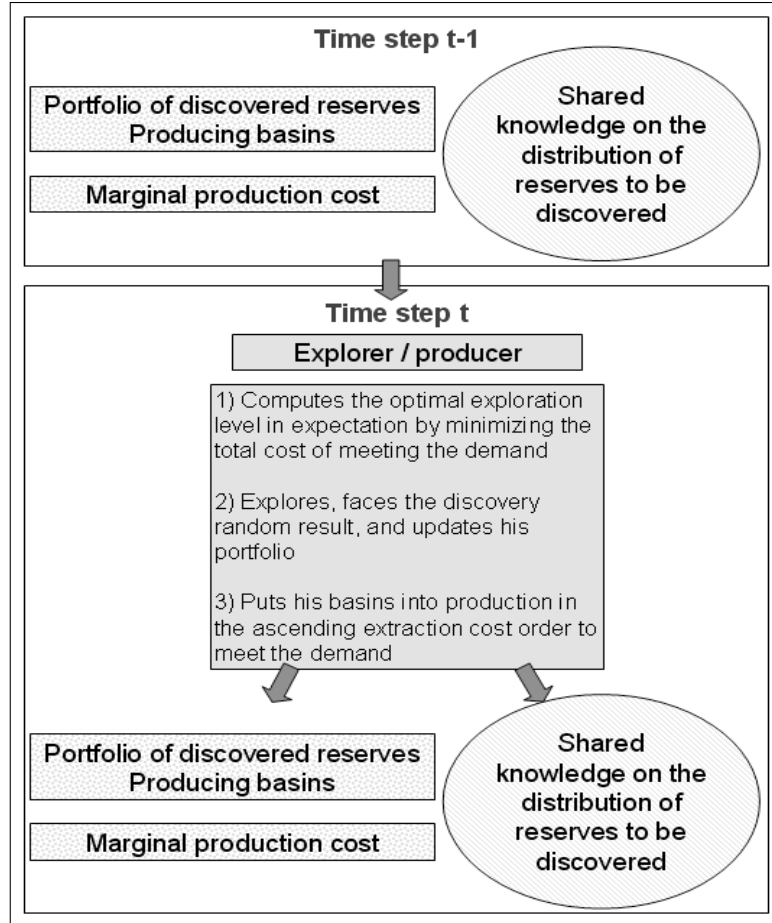 Time step t-1
Portfolio of discovered reserves
Producing basins
Marginal production cost
Shared
knowledge on the
distribution of
reserves to be
discovered
Time step t
Explorer / producer
1) Computes the optimal exploration
level in expectation by minimizing the
total cost of meeting the demand
2) Explores, faces the discovery
random result, and updates his
portfolio
3) Puts his basins into production in
the ascending extraction cost order to
meet the demand
Portfolio of discovered reserves
Producing basins
Marginal production cost
Shared
knowledge on the
distribution of
reserves to be
discovered